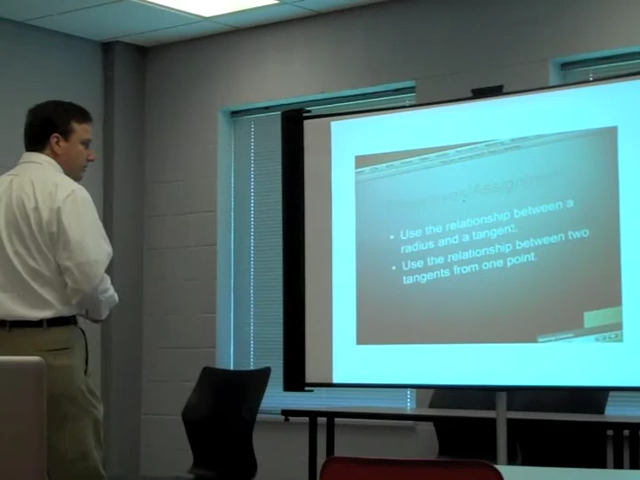 • Use the relationship between a
radius and a tangent.
• Use the relationship between two
tangents from one point.